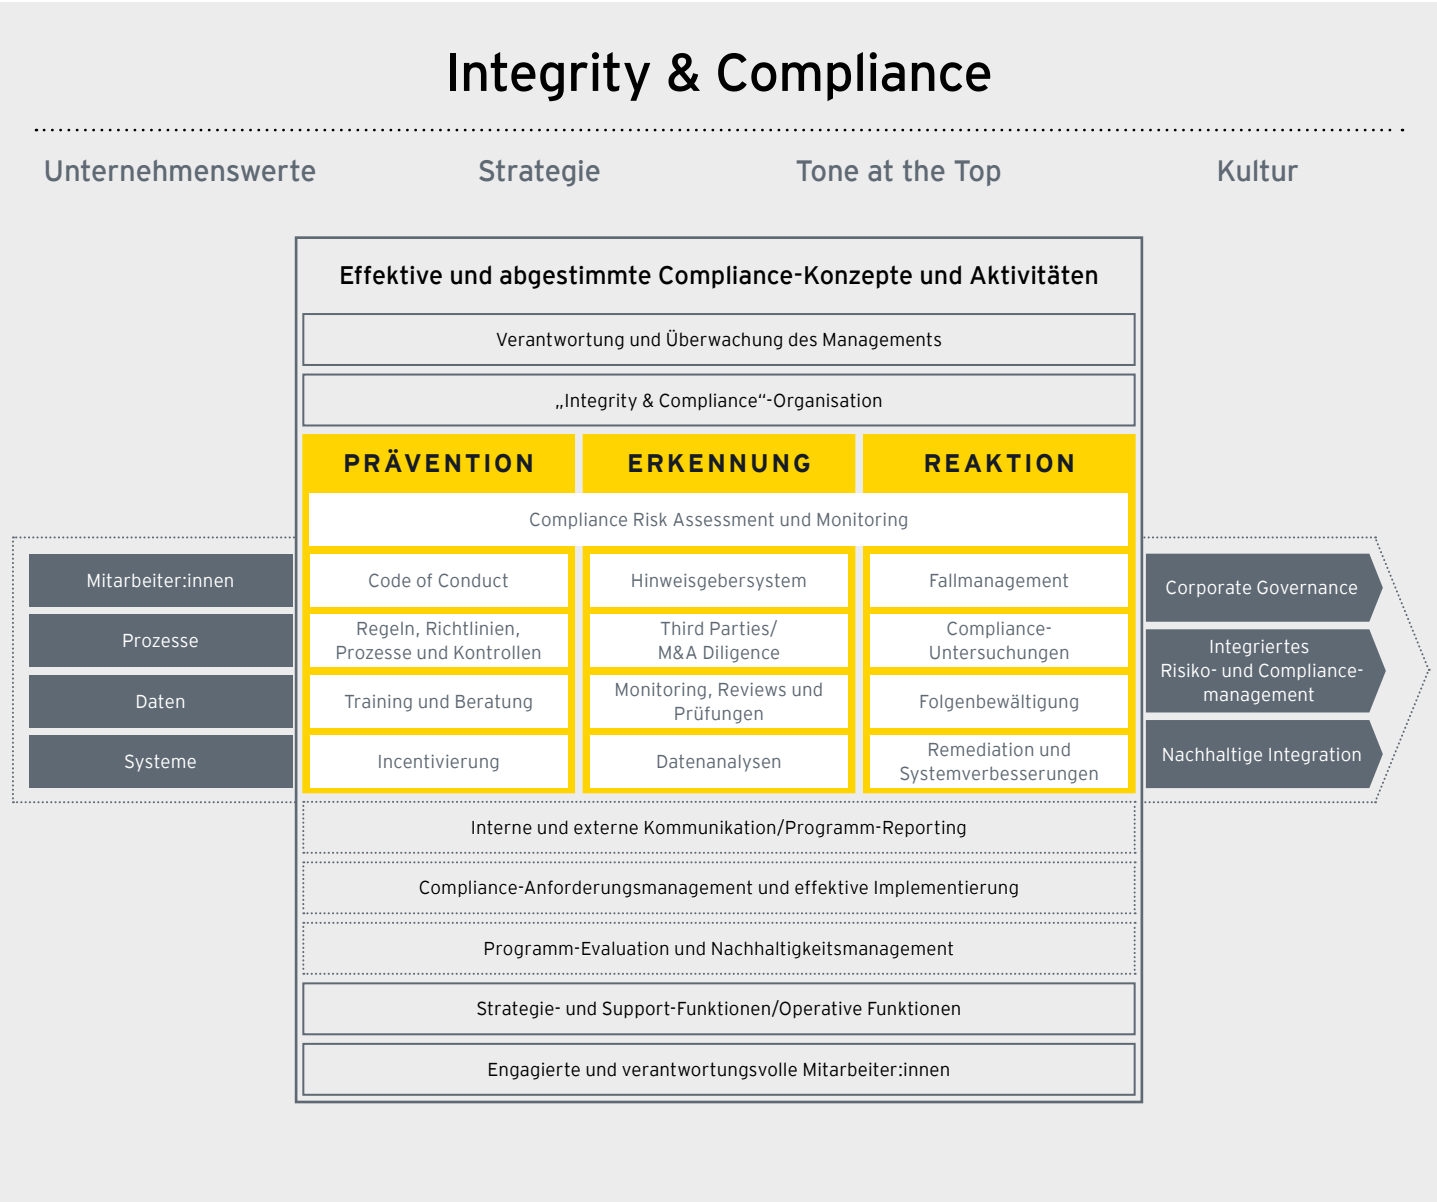 Integrity & Compliance
Unternehmenswerte
Strategie
Tone at the Top
Kultur
Effektive und abgestimmte Compliance-Konzepte und Aktivitäten
Verantwortung und Überwachung des Managements
„Integrity & Compliance“-Organisation
PRÄVENTION
ERKENNUNG
REAKTION
Compliance Risk Assessment und Monitoring
Mitarbeiter:innen
Prozesse
Daten
Systeme
Code of Conduct
Regeln, Richtlinien,
Prozesse und Kontrollen
Training und Beratung
Incentivierung
Hinweisgebersystem
Third Parties/
M&A Diligence
Monitoring, Reviews und
Prüfungen
Datenanalysen
Fallmanagement
Compliance-
Untersuchungen
Folgenbewältigung
Remediation und
Systemverbesserungen
Corporate Governance
Integriertes
Risiko- und Compliance-
management
Nachhaltige Integration
Interne und externe Kommunikation/Programm-Reporting
Compliance-Anforderungsmanagement und effektive Implementierung
Programm-Evaluation und Nachhaltigkeitsmanagement
Strategie- und Support-Funktionen/Operative Funktionen
Engagierte und verantwortungsvolle Mitarbeiter:innen